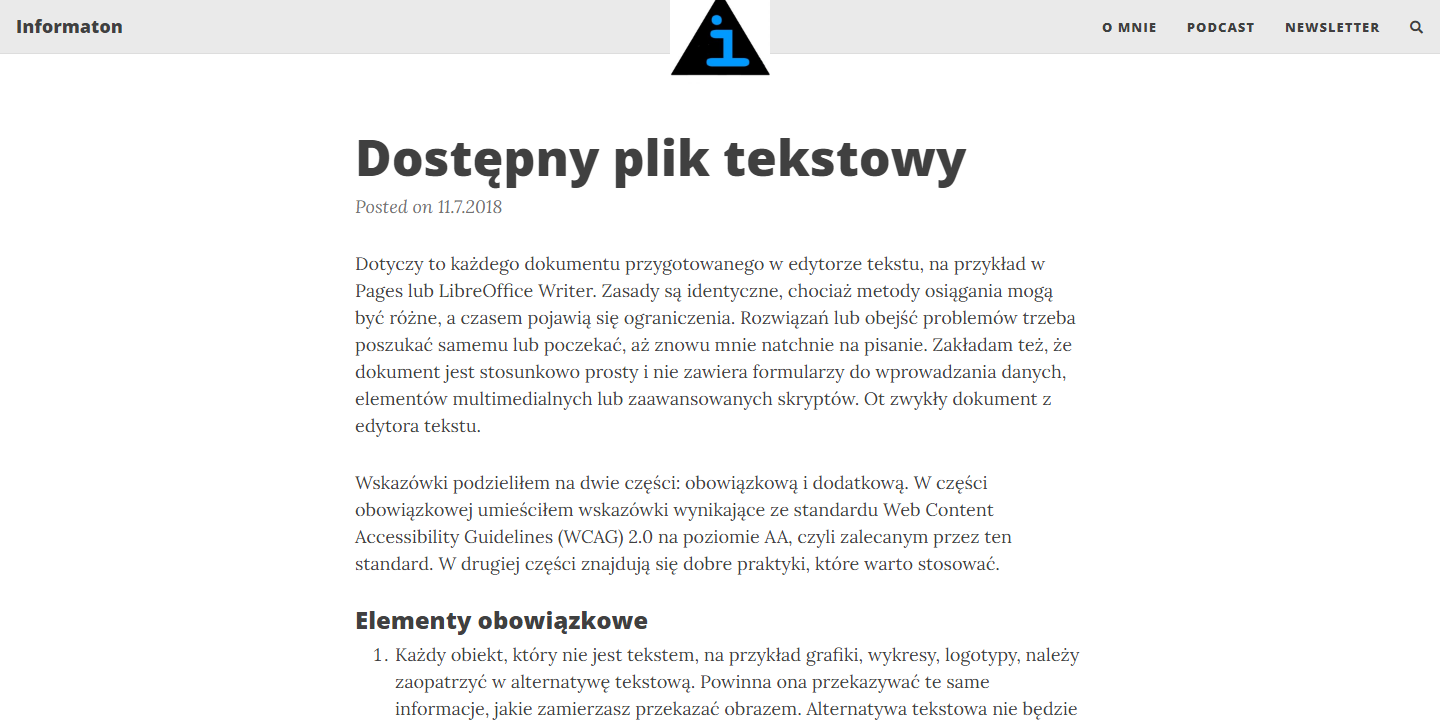 Informaton
i
O MNIE PODCAST NEWSLETTER
Dostępny plik tekstowy
Posted on 11.7.2018
Dotyczy to każdego dokumentu przygotowanego w edytorze tekstu, na przykład w
Pages lub LibreOffice Writer. Zasady są identyczne, chociaż metody osiągania mogą
być różne, a czasem pojawią się ograniczenia. Rozwiązań lub obejść problemów trzeba
poszukać samemu lub poczekać, aż znowu mnie natchnie na pisanie. Zakładam też, że
dokument jest stosunkowo prosty i nie zawiera formularzy do wprowadzania danych,
elementów multimedialnych lub zaawansowanych skryptów. Ot zwykły dokument z
edytora tekstu.
Wskazówki podzieliłem na dwie części: obowiązkową i dodatkową. W części
obowiązkowej umieściłem wskazówki wynikające ze standardu Web Content
Accessibility Guidelines (WCAG) 2.0 na poziomie AA, czyli zalecanym przez ten
standard. W drugiej części znajdują się dobre praktyki, które warto stosować.
Elementy obowiązkowe
1. Każdy obiekt, który nie jest tekstem, na przykład grafiki, wykresy, logotypy, należy
zaopatrzyć w alternatywę tekstową. Powinna ona przekazywać te same
informacje, jakie zamierzasz przekazać obrazem. Alternatywa tekstowa nie będzie